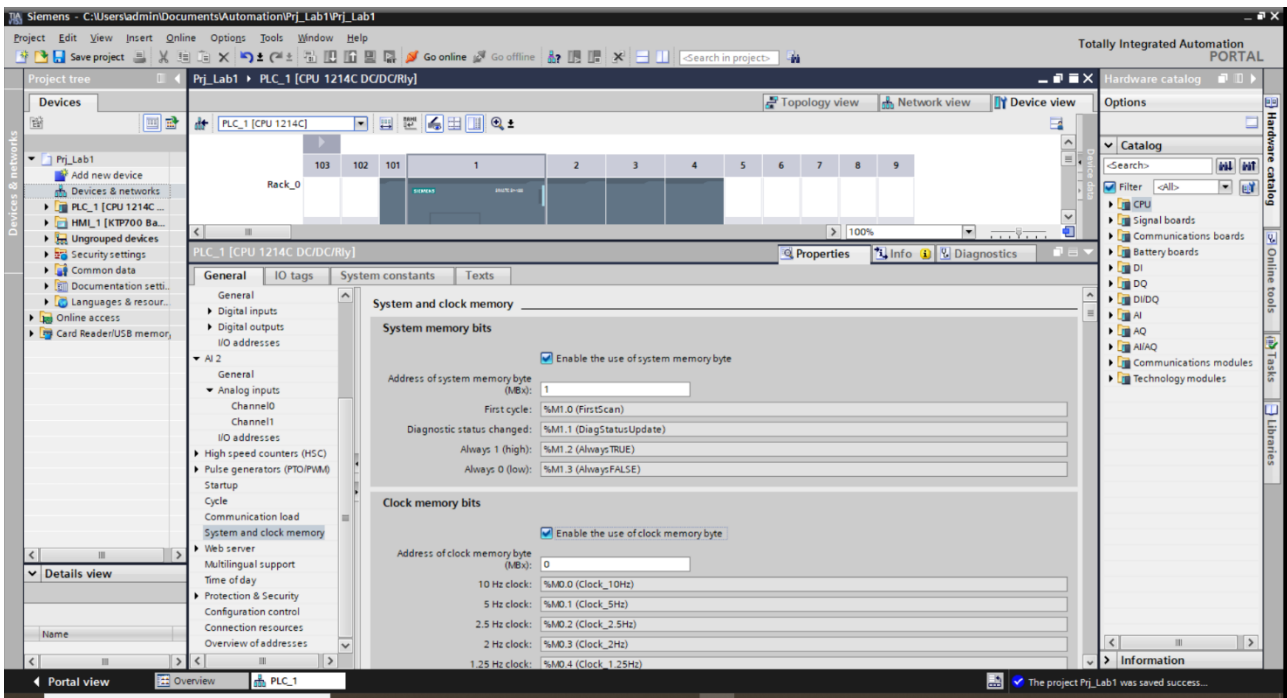 Siemens - C:\Users\admin\Documents\Automation\Prj_Lab1\Prj_Lab1
Project Edit View Insert Online Options Tools Window Help
Totally Integrated Automation
PORTAL
Save project
Go online
Go offline
<Search in project>
Project tree
Prj_Lab1 PLC_1 [CPU 1214C DC/DC/Rly]
Hardware catalog
Devices
Topology view
Network view
Device view
Options
PLC_1 [CPU 1214C]
Devices & networks
Prj_Lab1
Add new device
Devices & networks
PLC_1 [CPU 1214C ...
HMI_1 [KTP700 Ba...
Ungrouped devices
Security settings
Common data
Documentation setti..
Languages & resour..
Online access
Card Reader/USB memor
103 102 101 1 2 3 4 5 6 7 8 9
Rack_0
SIEMENS
100%
Device data
Catalog
<Search>
Filter <All>
CPU
Signal boards
Communications boards
Battery boards
DI
DQ
DI/DQ
AI
AQ
AI/AQ
Communications modules
Technology modules
Hardware catalog
Online tools
Tasks
Libraries
PLC_1 [CPU 1214C DC/DC/Rly]
Properties
Info
Diagnostics
General
IO tags
System constants
Texts
General
Digital inputs
Digital outputs
I/O addresses
AI 2
General
Analog inputs
Channel0
Channel1
I/O addresses
High speed counters (HSC)
Pulse generators (PTO/PWM)
Startup
Cycle
Communication load
System and clock memory
Web server
Multilingual support
Time of day
Protection & Security
Configuration control
Connection resources
Overview of addresses
System and clock memory
System memory bits
Enable the use of system memory byte
Address of system memory byte
(MBx): 1
First cycle: %M1.0 (FirstScan)
Diagnostic status changed: %M1.1 (DiagStatusUpdate)
Always 1 (high): %M1.2 (AlwaysTRUE)
Always 0 (low): %M1.3 (AlwaysFALSE)
Clock memory bits
Enable the use of clock memory byte
Address of clock memory byte
(MBx): 0
10 Hz clock: %M0.0 (Clock_10Hz)
5 Hz clock: %M0.1 (Clock_5Hz)
2.5 Hz clock: %M0.2 (Clock_2.5Hz)
2 Hz clock: %M0.3 (Clock_2Hz)
1.25 Hz clock: %M0.4 (Clock_1.25Hz)
Details view
Name
Information
Portal view
Overview
PLC_1
The project Prj_Lab1 was saved success...